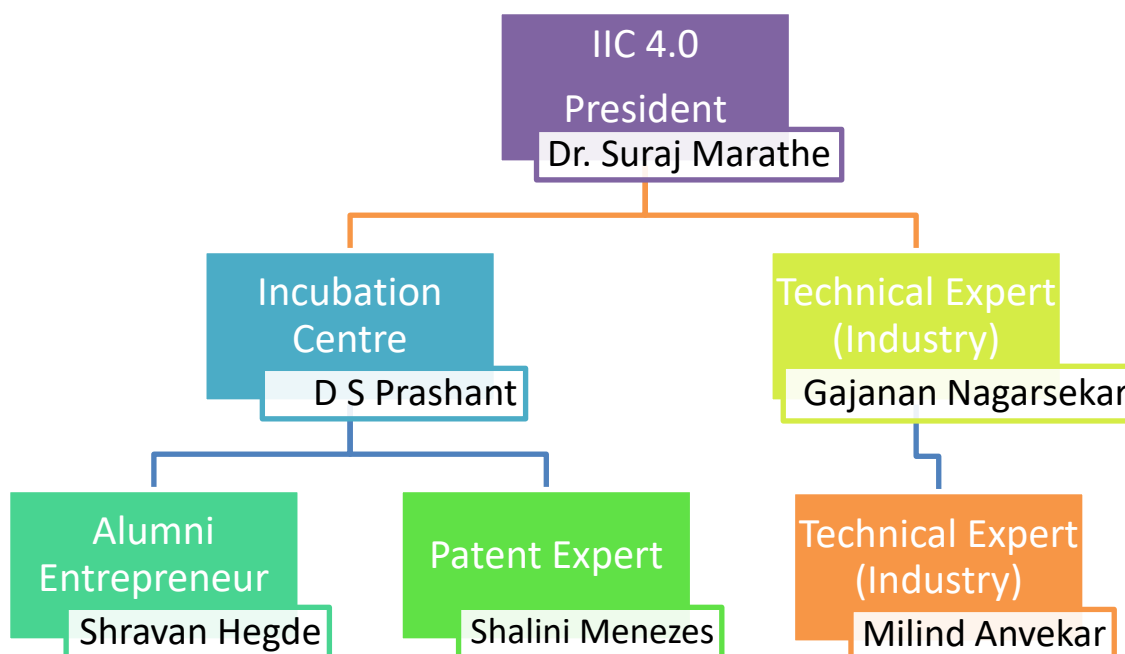 IIC 4.0
President
Dr. Suraj Marathe
Incubation
Centre
D S Prashant
Technical Expert
(Industry)
Gajanan Nagarsekar
Alumni
Entrepreneur
Shravan Hegde
Patent Expert
Shalini Menezes
Technical Expert
(Industry)
Milind Anvekar